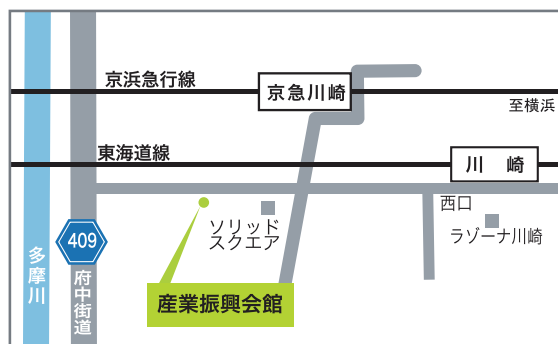 京浜急行線
京急川崎
至横浜
東海道線
川　崎
西口
ソリッド
スクエア
ラゾーナ川崎
409
多摩川
府中街道
産業振興会館